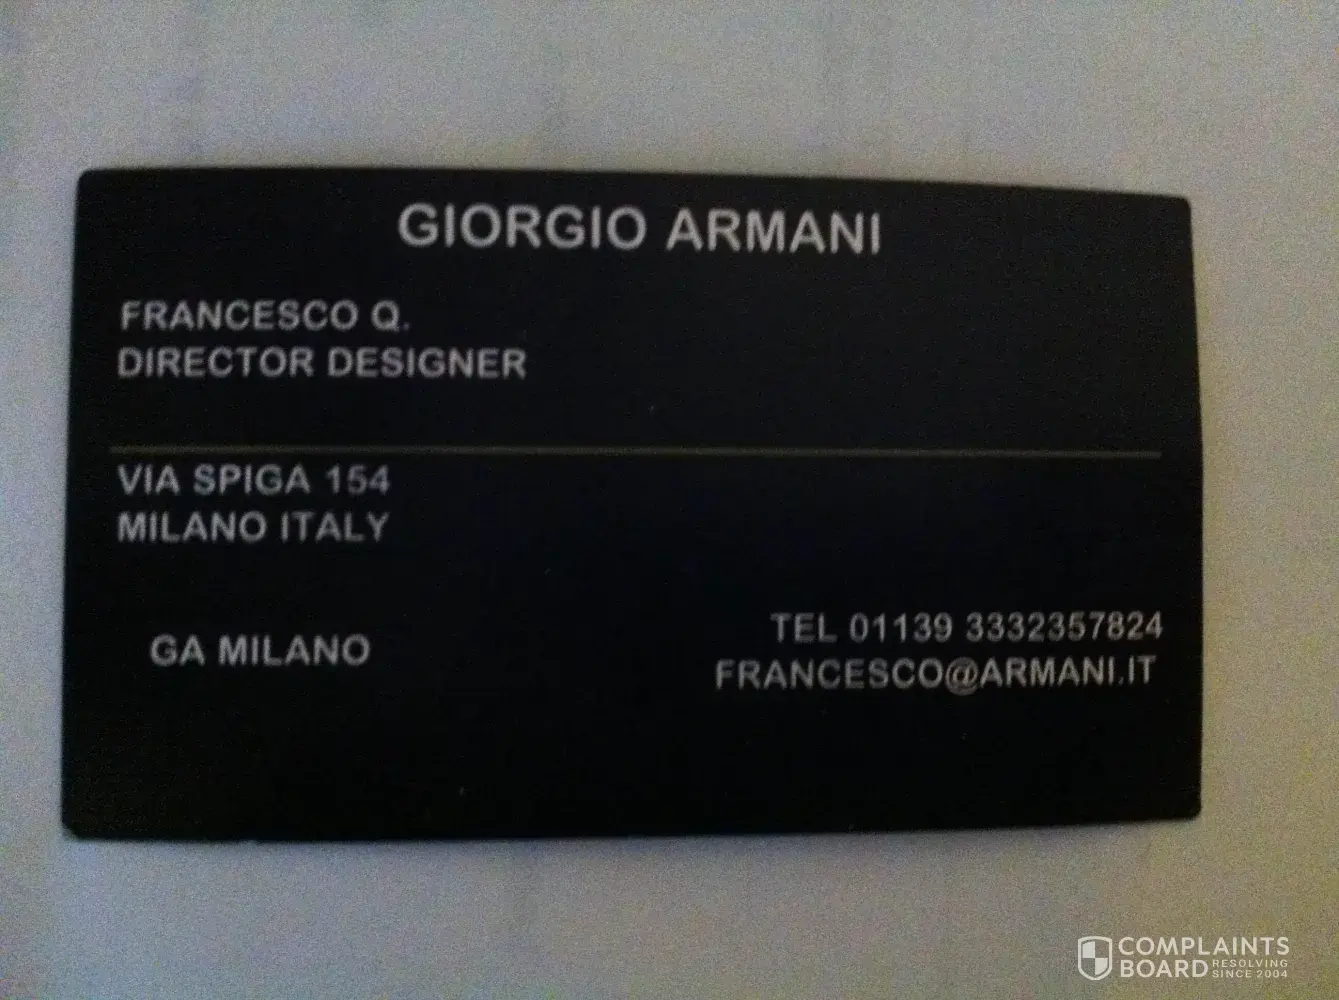 GIORGIO ARMANI
FRANCESCO Q.
DIRECTOR DESIGNER
VIA SPIGA 154
MILANO ITALY
GA MILANO
TEL 01139 3332357824
FRANCESCO@ARMANI.IT
COMPLAINTS
BOARD RESOLVING
SINCE 2004